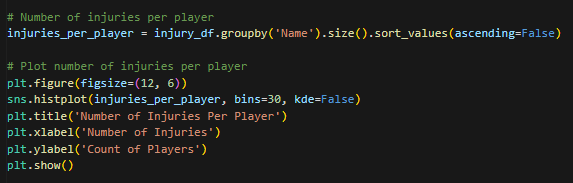 # Number of injuries per player
injuries_per_player = injury_df.groupby('Name').size().sort_values(ascending=False)
# Plot number of injuries per player
plt.figure(figsize=(12, 6))
sns.histplot(injuries_per_player, bins=30, kde=False)
plt.title('Number of Injuries Per Player')
plt.xlabel('Number of Injuries')
plt.ylabel('Count of Players')
plt.show()